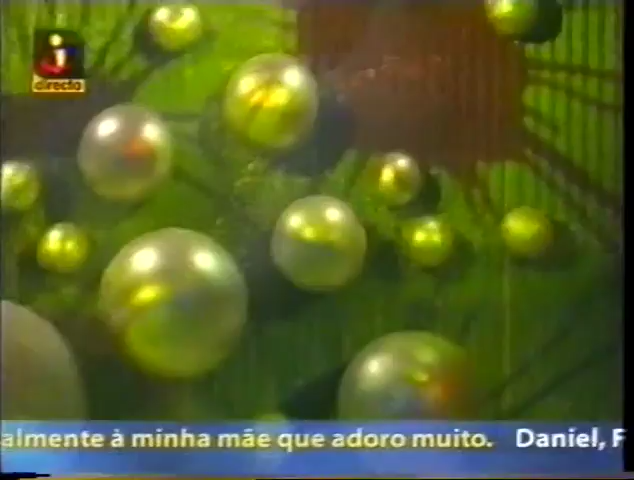 directo
almente à minha mãe que adoro muito. Daniel, F